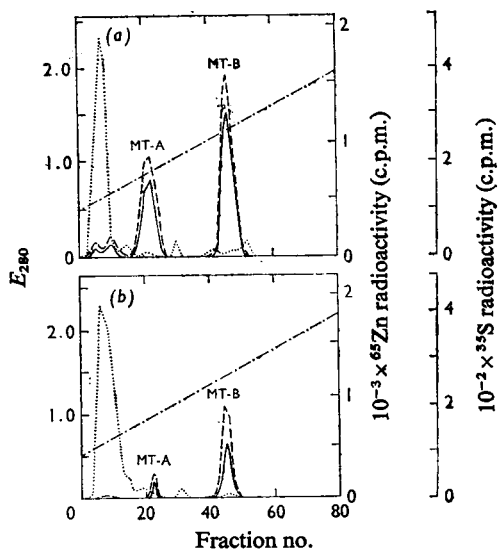 (a)
2
2.0
MT-B
4
MT-A
1.0
1
2
0
0
0
E280
10⁻³ × ⁶⁵Zn radioactivity (c.p.m.)
10⁻² × ³⁵S radioactivity (c.p.m.)
(b)
2
2.0
4
MT-B
1.0
1
2
MT-A
0
0
0 20 40 60 80
Fraction no.